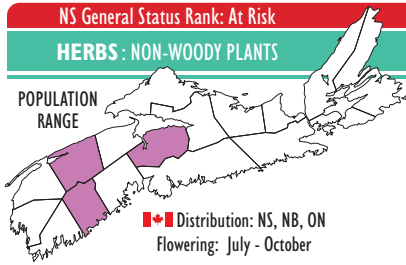 NS General Status Rank: At Risk
HERBS : NON-WOODY PLANTS
POPULATION
RANGE
Distribution: NS, NB, ON
Flowering: July - October